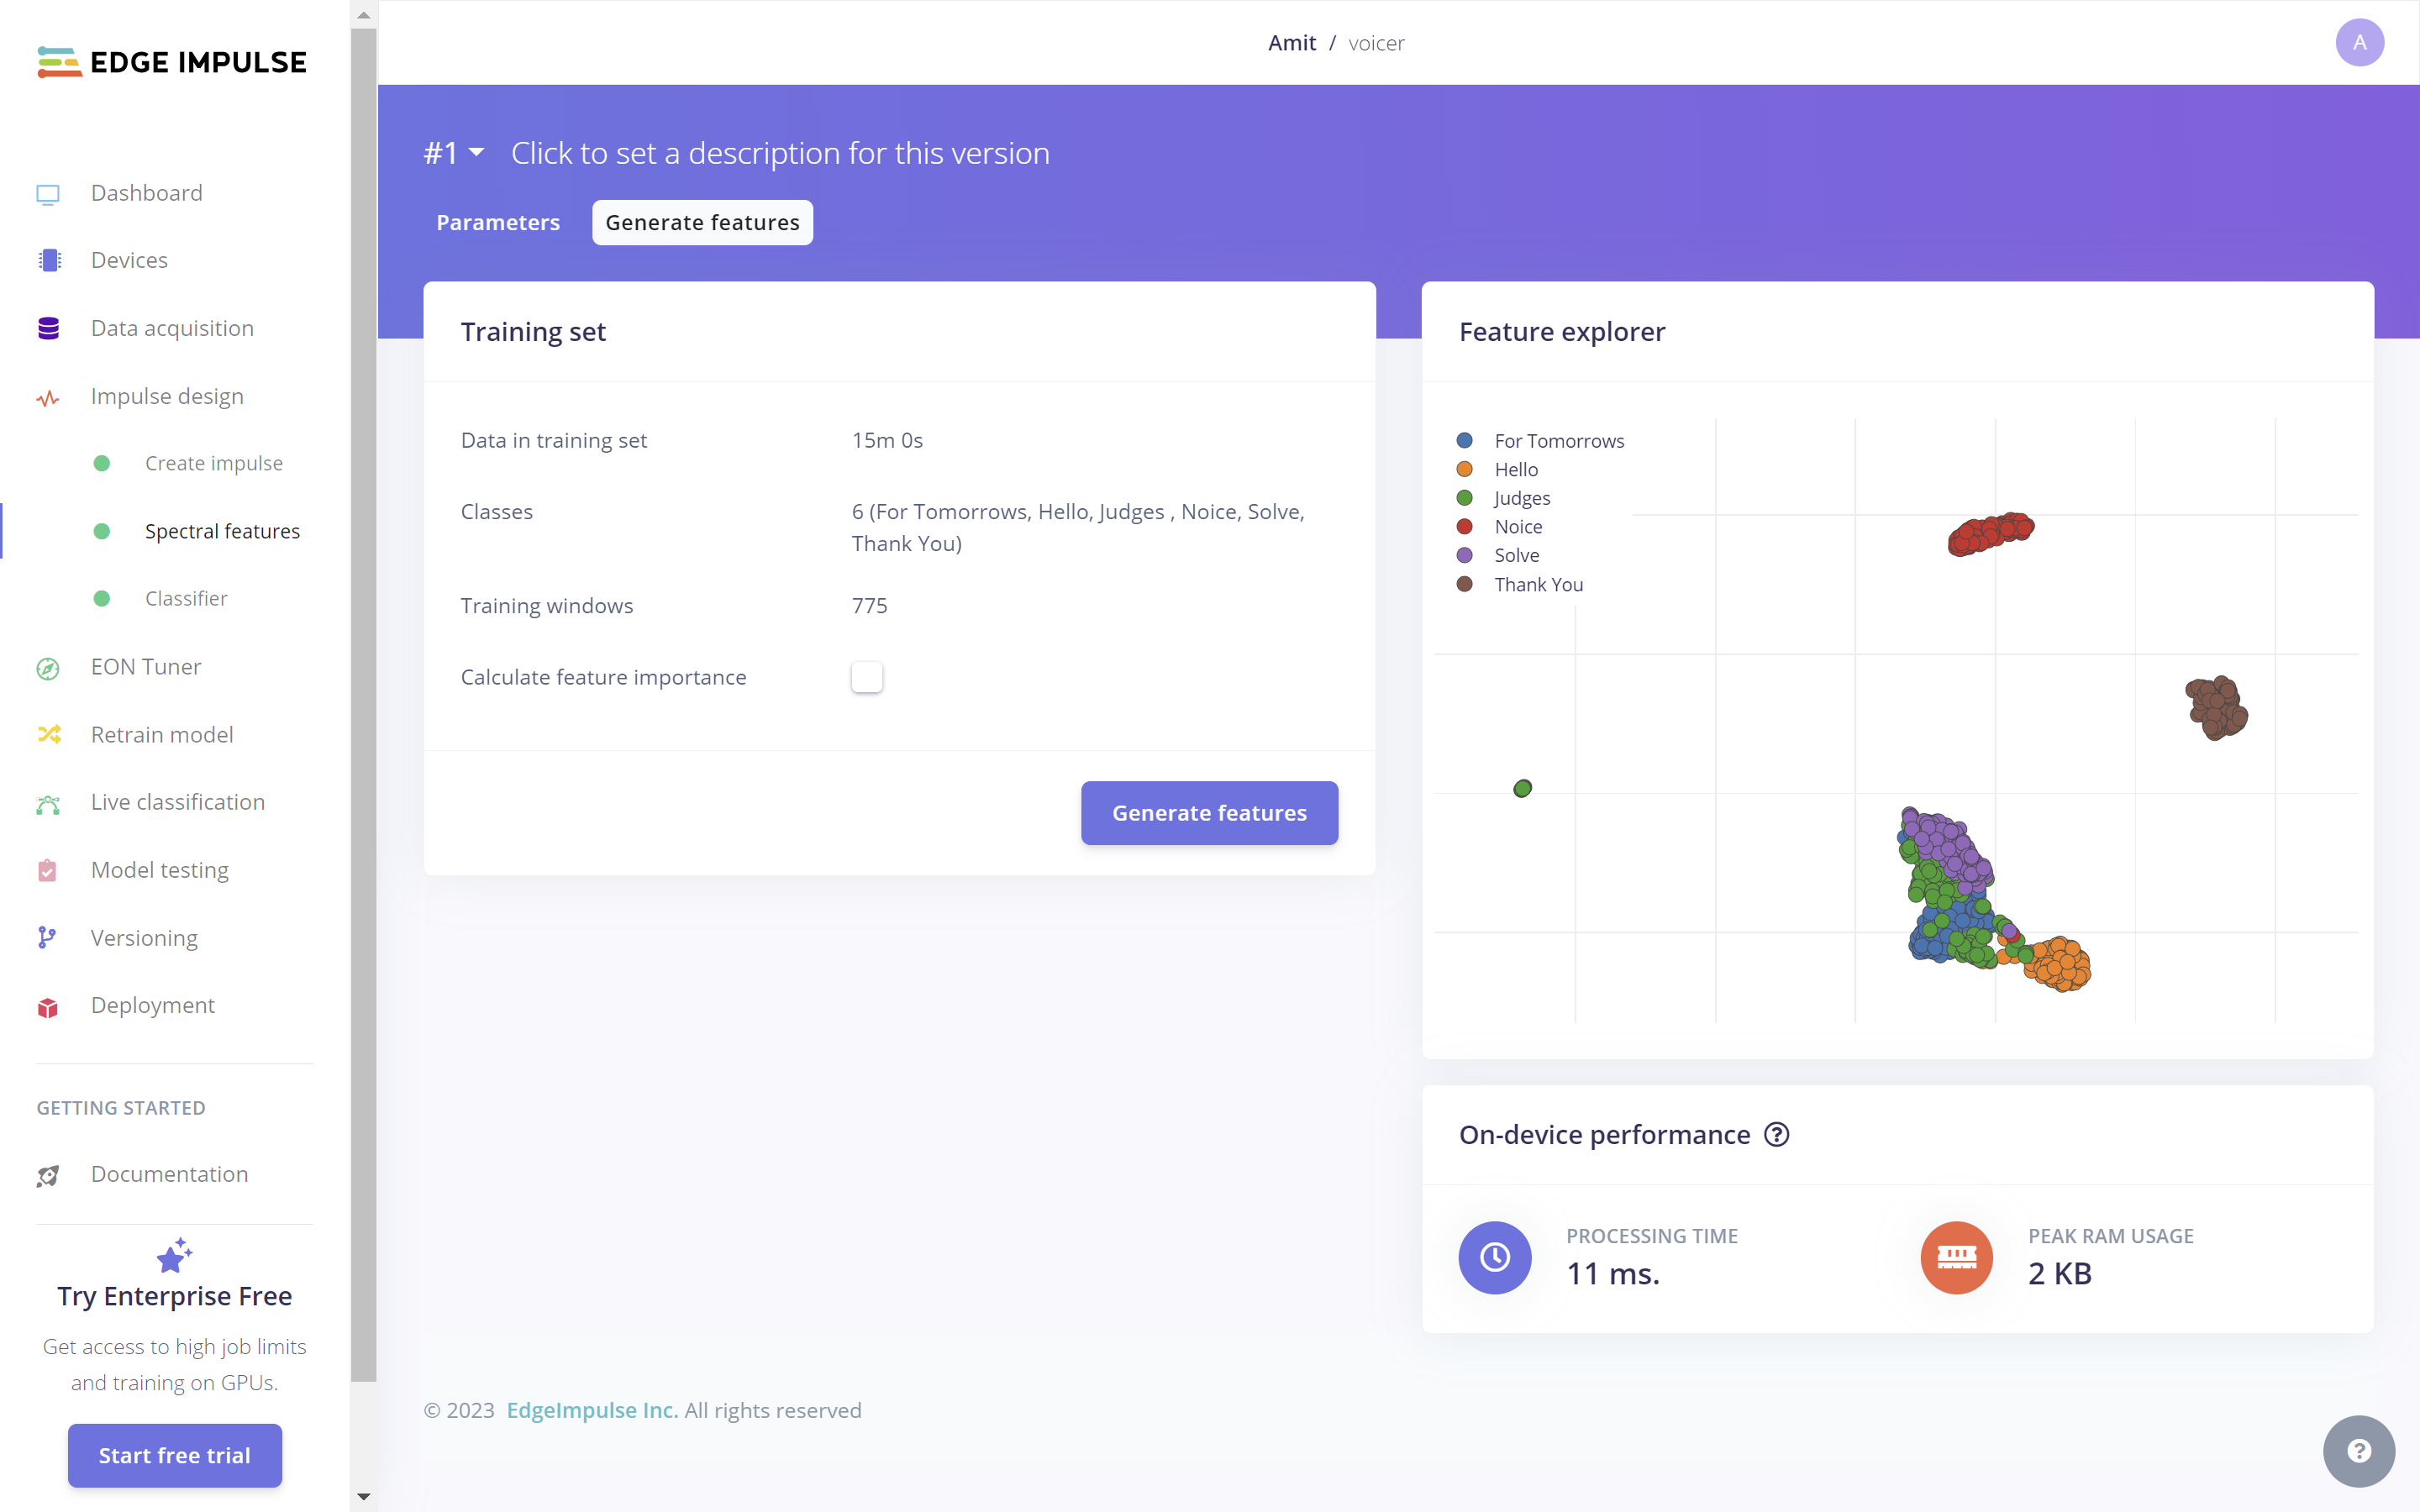 EDGE IMPULSE
Amit / voicer
A
Dashboard
Devices
Data acquisition
Impulse design
Create impulse
Spectral features
Classifier
EON Tuner
Retrain model
Live classification
Model testing
Versioning
Deployment
GETTING STARTED
Documentation
Try Enterprise Free
Get access to high job limits
and training on GPUs.
Start free trial
#1 Click to set a description for this version
Parameters Generate features
Training set
Data in training set 15m 0s
Classes 6 (For Tomorrows, Hello, Judges , Noice, Solve,
Thank You)
Training windows 775
Calculate feature importance
Generate features
Feature explorer
For Tomorrows
Hello
Judges
Noice
Solve
Thank You
On-device performance ?
PROCESSING TIME
11 ms.
PEAK RAM USAGE
2 KB
© 2023 EdgeImpulse Inc. All rights reserved
?